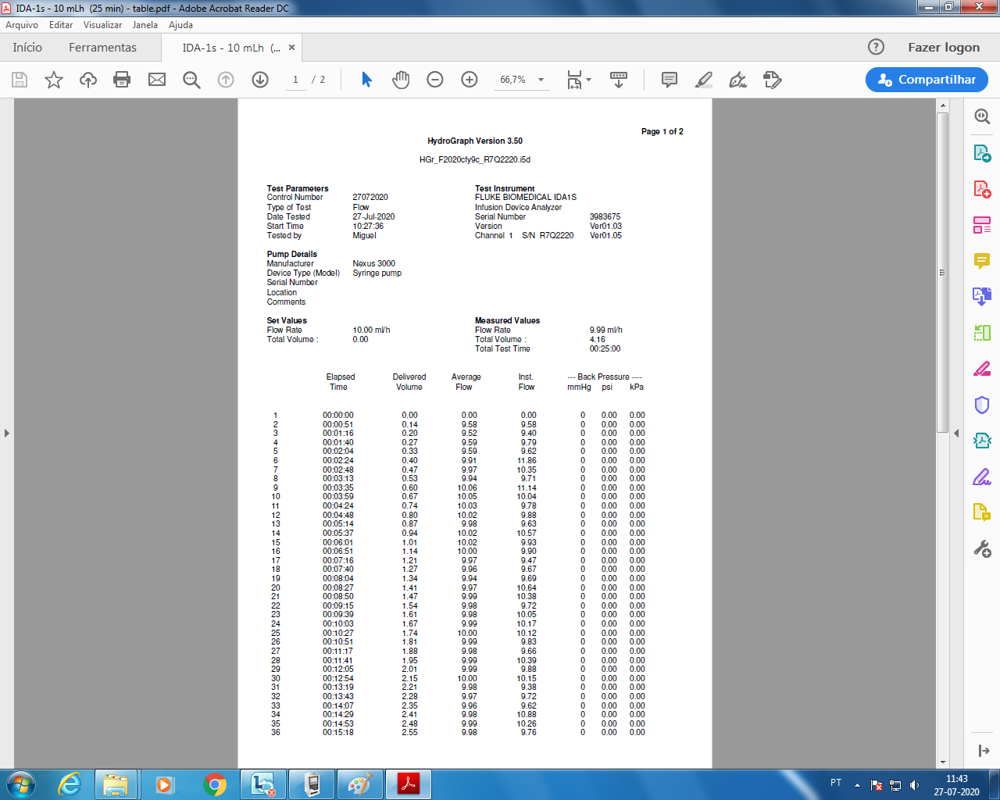 IDA-1s - 10 mLh  (25 min) - table.pdf - Adobe Acrobat Reader DC
Arquivo Editar Visualizar Janela Ajuda
Início Ferramentas IDA-1s - 10 mLh (... × Fazer logon
1 / 2 66,7% Compartilhar
Page 1 of 2
HydroGraph Version 3.50
HGr_F2020cfy9c_R7Q2220.i5d
Test Parameters Test Instrument
Control Number 27072020 FLUKE BIOMEDICAL IDA1S
Type of Test Flow Infusion Device Analyzer
Date Tested 27-Jul-2020 Serial Number 3983675
Start Time 10:27:36 Version Ver01.03
Tested by Miguel Channel 1 S/N R7Q2220 Ver01.05
Pump Details
Manufacturer Nexus 3000
Device Type (Model) Syringe pump
Serial Number
Location
Comments
Set Values Measured Values
Flow Rate 10.00 ml/h Flow Rate 9.99 ml/h
Total Volume : 0.00 Total Volume : 4.16
Total Test Time 00:25:00
Elapsed Delivered Average Inst. --- Back Pressure ----
Time Volume Flow Flow mmHg psi kPa
1 00:00:00 0.00 0.00 0.00 0 0.00 0.00
2 00:00:51 0.14 9.58 9.58 0 0.00 0.00
3 00:01:16 0.20 9.52 9.40 0 0.00 0.00
4 00:01:40 0.27 9.59 9.79 0 0.00 0.00
5 00:02:04 0.33 9.59 9.62 0 0.00 0.00
6 00:02:24 0.40 9.91 11.86 0 0.00 0.00
7 00:02:48 0.47 9.97 10.35 0 0.00 0.00
8 00:03:13 0.53 9.94 9.71 0 0.00 0.00
9 00:03:35 0.60 10.06 11.14 0 0.00 0.00
10 00:03:59 0.67 10.05 10.04 0 0.00 0.00
11 00:04:24 0.74 10.03 9.78 0 0.00 0.00
12 00:04:48 0.80 10.02 9.88 0 0.00 0.00
13 00:05:14 0.87 9.98 9.63 0 0.00 0.00
14 00:05:37 0.94 10.02 10.57 0 0.00 0.00
15 00:06:01 1.01 10.02 9.93 0 0.00 0.00
16 00:06:51 1.14 10.00 9.90 0 0.00 0.00
17 00:07:16 1.21 9.97 9.47 0 0.00 0.00
18 00:07:40 1.27 9.96 9.67 0 0.00 0.00
19 00:08:04 1.34 9.94 9.69 0 0.00 0.00
20 00:08:27 1.41 9.97 10.64 0 0.00 0.00
21 00:08:50 1.47 9.99 10.38 0 0.00 0.00
22 00:09:15 1.54 9.98 9.72 0 0.00 0.00
23 00:09:39 1.61 9.98 10.05 0 0.00 0.00
24 00:10:03 1.67 9.99 10.17 0 0.00 0.00
25 00:10:27 1.74 10.00 10.12 0 0.00 0.00
26 00:10:51 1.81 9.99 9.83 0 0.00 0.00
27 00:11:17 1.88 9.98 9.66 0 0.00 0.00
28 00:11:41 1.95 9.99 10.39 0 0.00 0.00
29 00:12:05 2.01 9.99 9.88 0 0.00 0.00
30 00:12:54 2.15 10.00 10.15 0 0.00 0.00
31 00:13:19 2.21 9.98 9.38 0 0.00 0.00
32 00:13:43 2.28 9.97 9.72 0 0.00 0.00
33 00:14:07 2.35 9.96 9.62 0 0.00 0.00
34 00:14:29 2.41 9.98 10.88 0 0.00 0.00
35 00:14:53 2.48 9.99 10.26 0 0.00 0.00
36 00:15:18 2.55 9.98 9.76 0 0.00 0.00
PT 11:43
27-07-2020